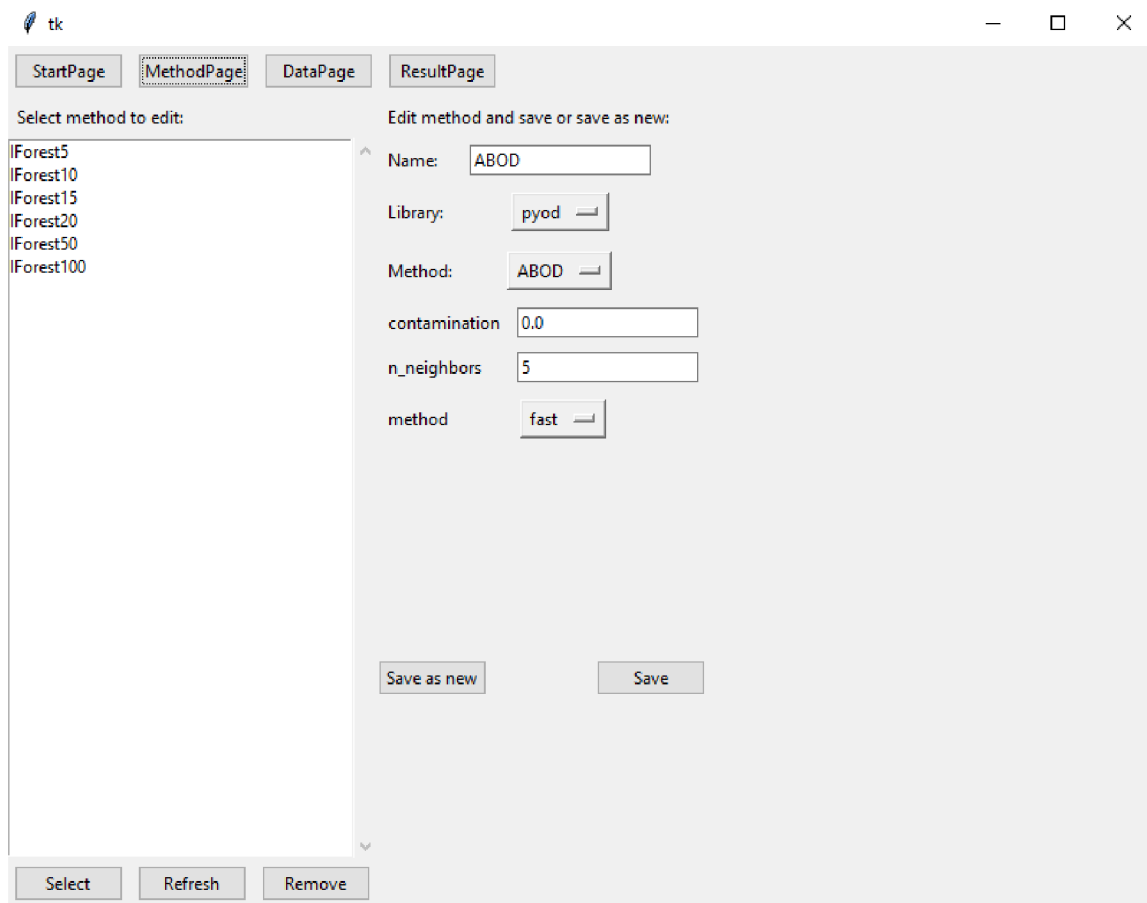 tk
StartPage MethodPage DataPage ResultPage
Select method to edit:
IForest5
IForest10
IForest15
IForest20
IForest50
IForest100
Select Refresh Remove
Edit method and save or save as new:
Name: ABOD
Library: pyod
Method: ABOD
contamination 0.0
n_neighbors 5
method fast
Save as new Save